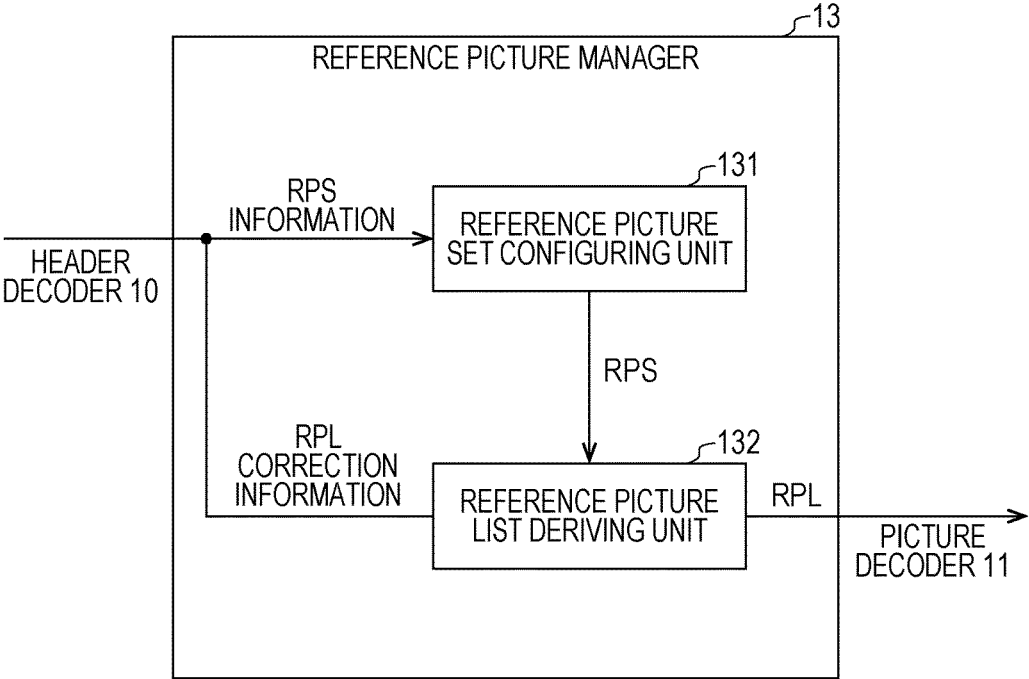 13
REFERENCE PICTURE MANAGER
131
RPS
INFORMATION
REFERENCE PICTURE
SET CONFIGURING UNIT
HEADER
DECODER 10
RPS
RPL
CORRECTION
INFORMATION
132
REFERENCE PICTURE
LIST DERIVING UNIT
RPL
PICTURE
DECODER 11